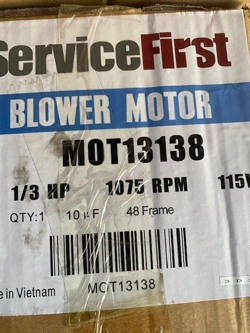 ServiceFirst
BLOWER MOTOR
MOT13138
1/3 HP 1075 RPM 115V
QTY:1 10 µF 48 Frame
MOT13138
e in Vietnam